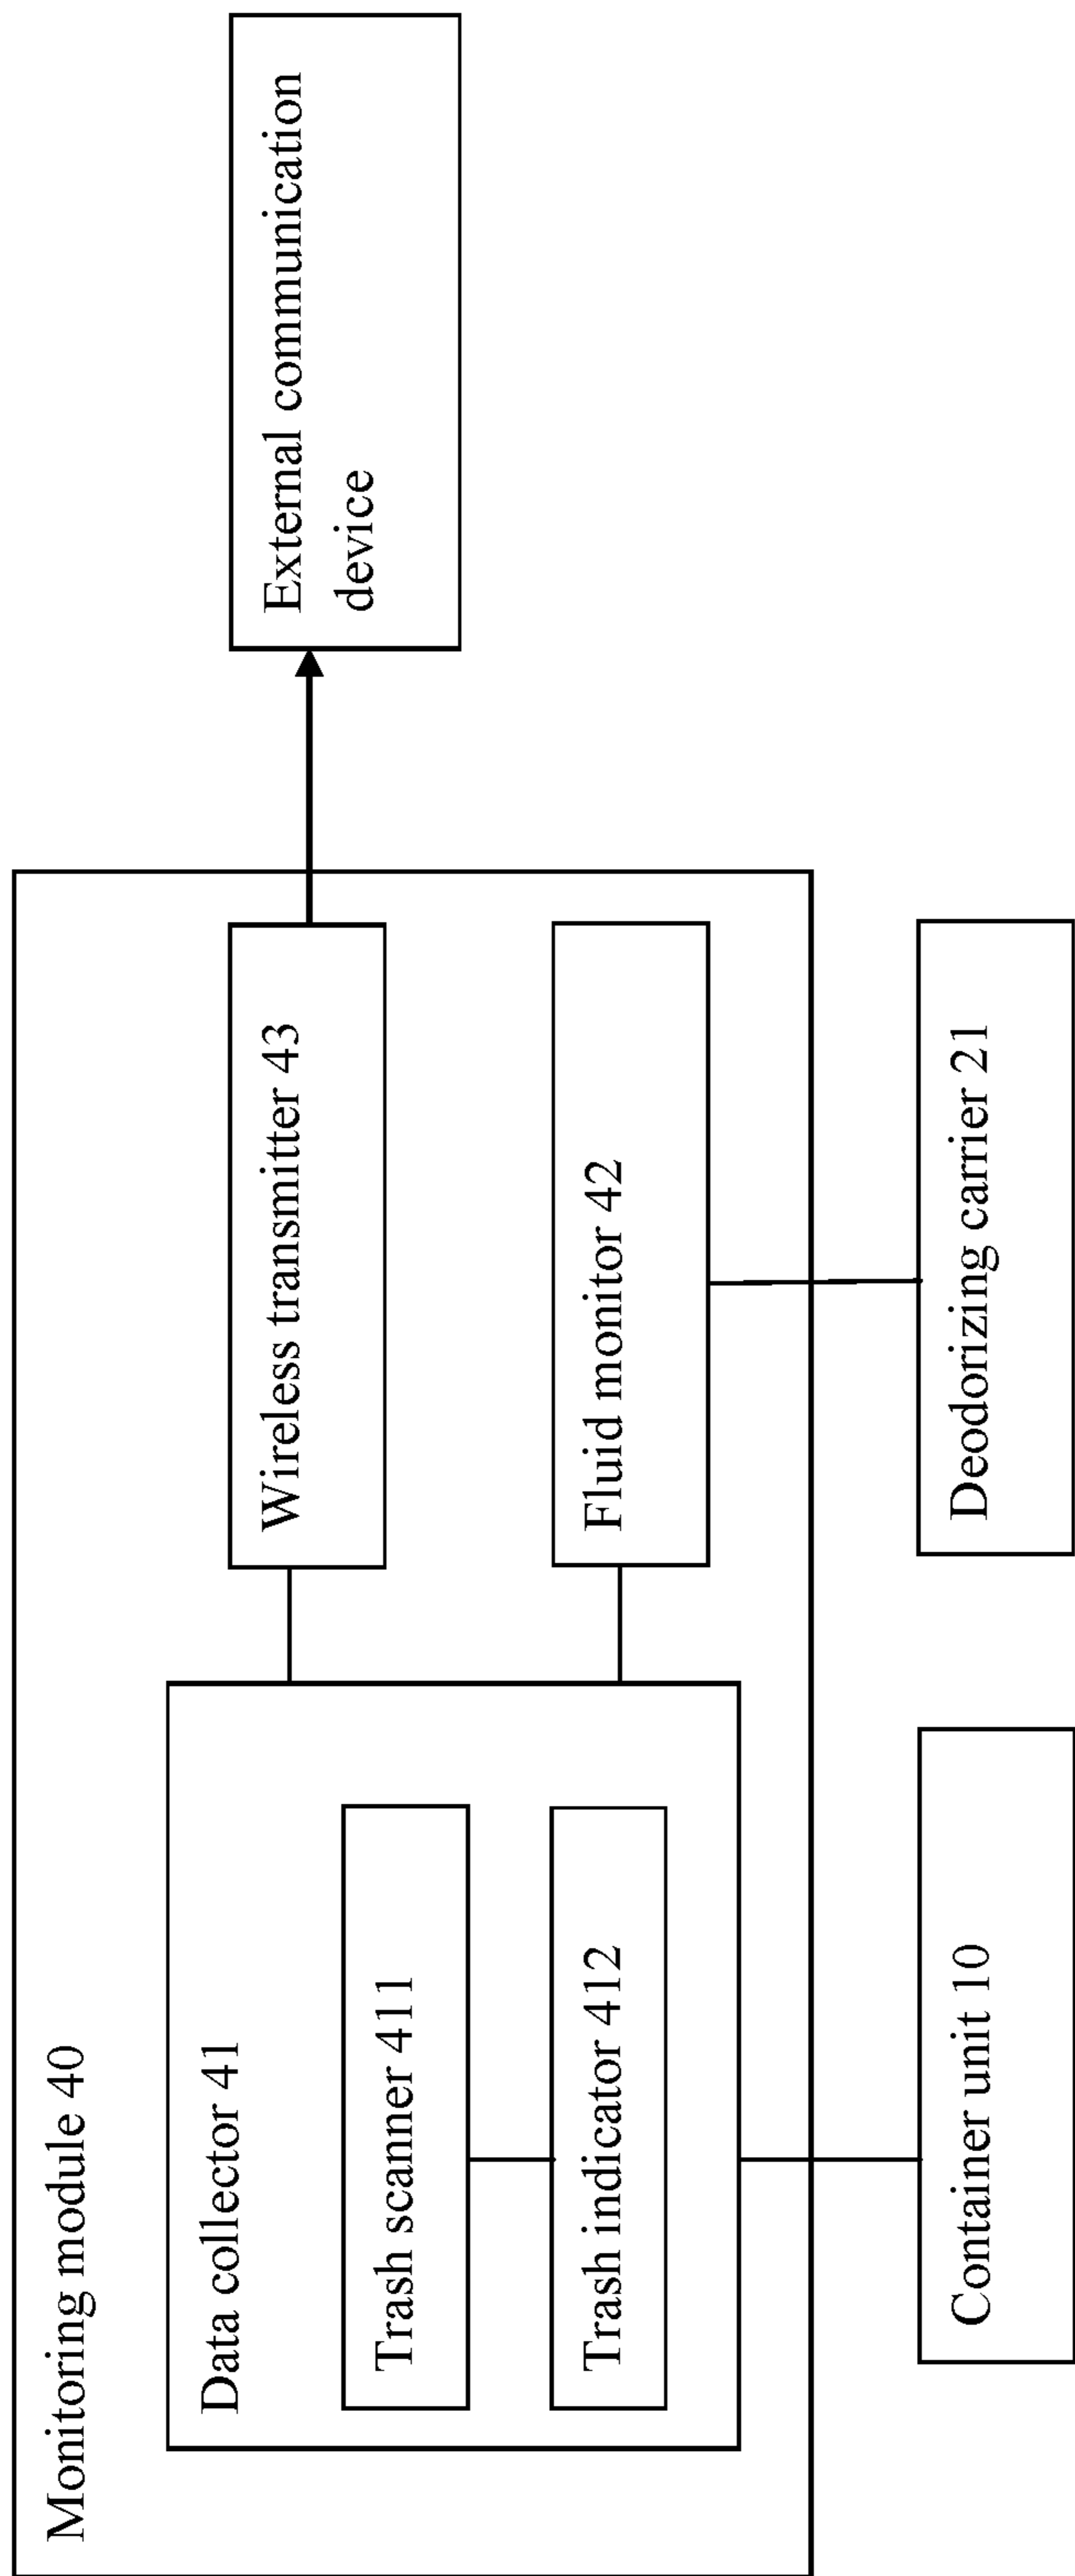 Monitoring module 40
Data collector 41
Trash scanner 411
Trash indicator 412
Wireless transmitter 43
Fluid monitor 42
External communication
device
Container unit 10
Deodorizing carrier 21